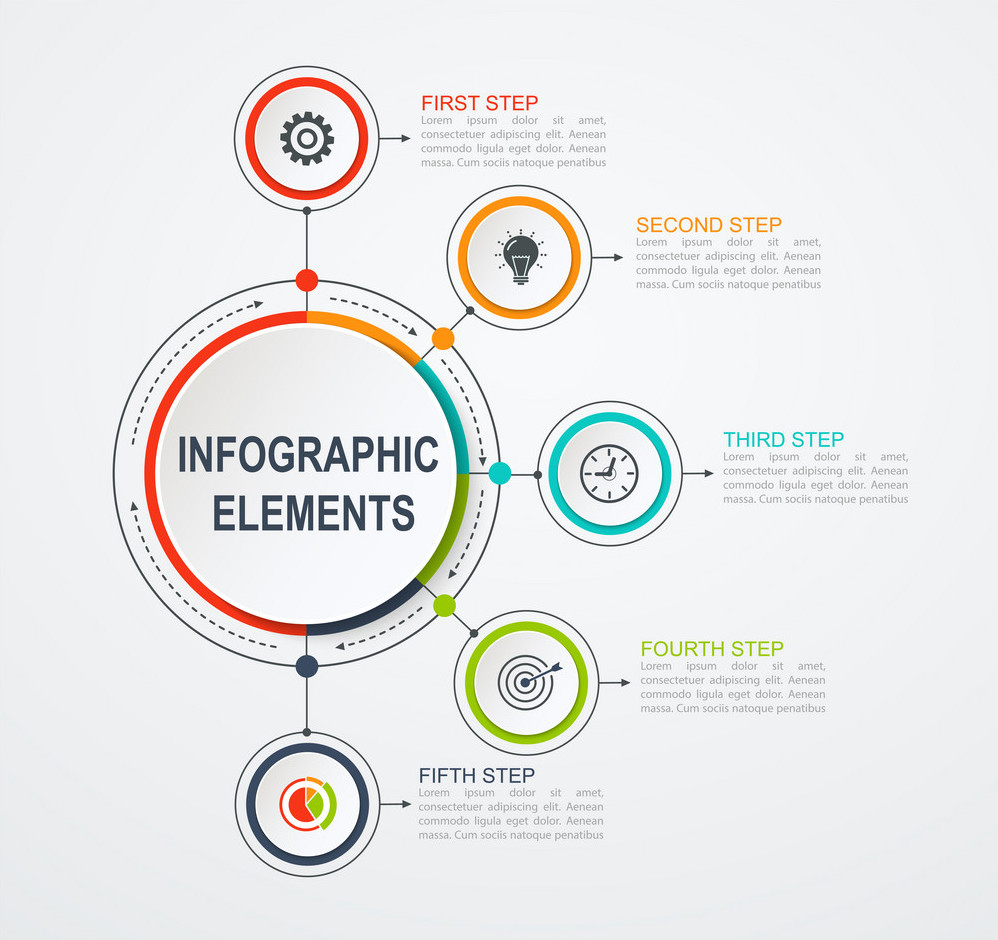 FIRST STEP
Lorem ipsum dolor sit amet,
consectetuer adipiscing elit. Aenean
commodo ligula eget dolor. Aenean
massa. Cum sociis natoque penatibus
SECOND STEP
Lorem ipsum dolor sit amet,
consectetuer adipiscing elit. Aenean
commodo ligula eget dolor. Aenean
massa. Cum sociis natoque penatibus
INFOGRAPHIC
ELEMENTS
THIRD STEP
Lorem ipsum dolor sit amet,
consectetuer adipiscing elit. Aenean
commodo ligula eget dolor. Aenean
massa. Cum sociis natoque penatibus
FOURTH STEP
Lorem ipsum dolor sit amet,
consectetuer adipiscing elit. Aenean
commodo ligula eget dolor. Aenean
massa. Cum sociis natoque penatibus
FIFTH STEP
Lorem ipsum dolor sit amet,
consectetuer adipiscing elit. Aenean
commodo ligula eget dolor. Aenean
massa. Cum sociis natoque penatibus